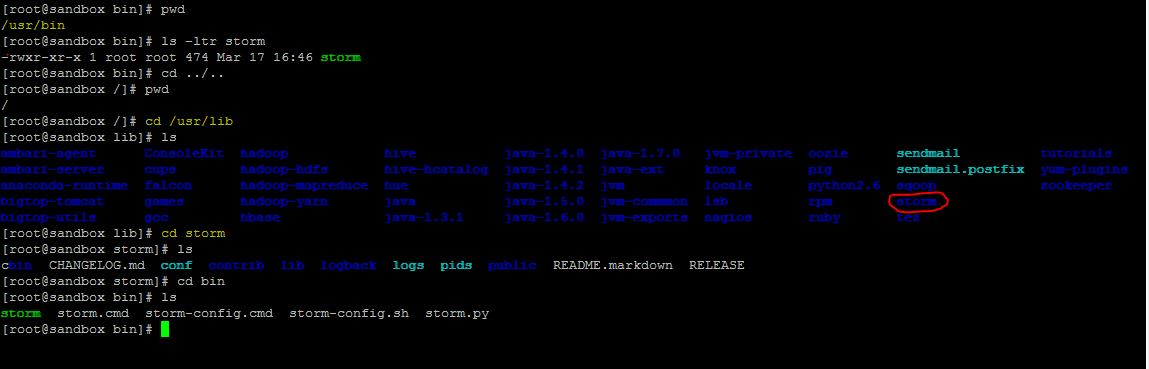 [root@sandbox bin]# pwd
/usr/bin
[root@sandbox bin]# ls -ltr storm
-rwxr-xr-x 1 root root 474 Mar 17 16:46 storm
[root@sandbox bin]# cd ../..
[root@sandbox /]# pwd
/
[root@sandbox /]# cd /usr/lib
[root@sandbox lib]# ls
ambari-agent ConsoleKit hadoop hive java-1.4.0 java-1.7.0 jvm-private oozie sendmail tutorials
ambari-server cups hadoop-hdfs hive-hcatalog java-1.4.1 java-ext knox pig sendmail.postfix yum-plugins
anaconda-runtime falcon hadoop-mapreduce hue java-1.4.2 jvm locale python2.6 sqoop zookeeper
bigtop-tomcat games hadoop-yarn java java-1.5.0 jvm-common lsb rpm storm
bigtop-utils gcc hbase java-1.3.1 java-1.6.0 jvm-exports nagios ruby tez
[root@sandbox lib]# cd storm
[root@sandbox storm]# ls
cbin CHANGELOG.md conf contrib lib logback logs pids public README.markdown RELEASE
[root@sandbox storm]# cd bin
[root@sandbox bin]# ls
storm storm.cmd storm-config.cmd storm-config.sh storm.py
[root@sandbox bin]#